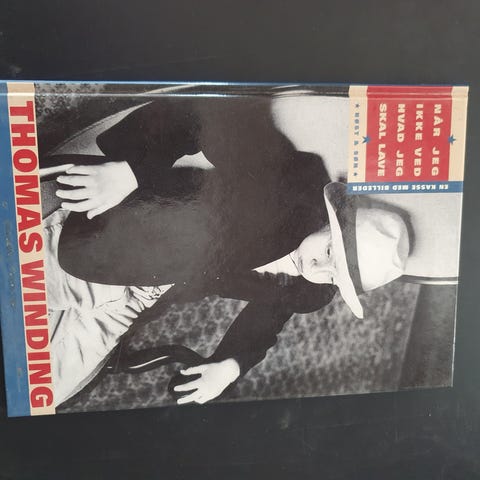 NÅR JEG
IKKE VED
HVAD JEG
SKAL LAVE
★ HØST & SØN ★
EN KASSE MED BILLEDER
THOMAS WINDING